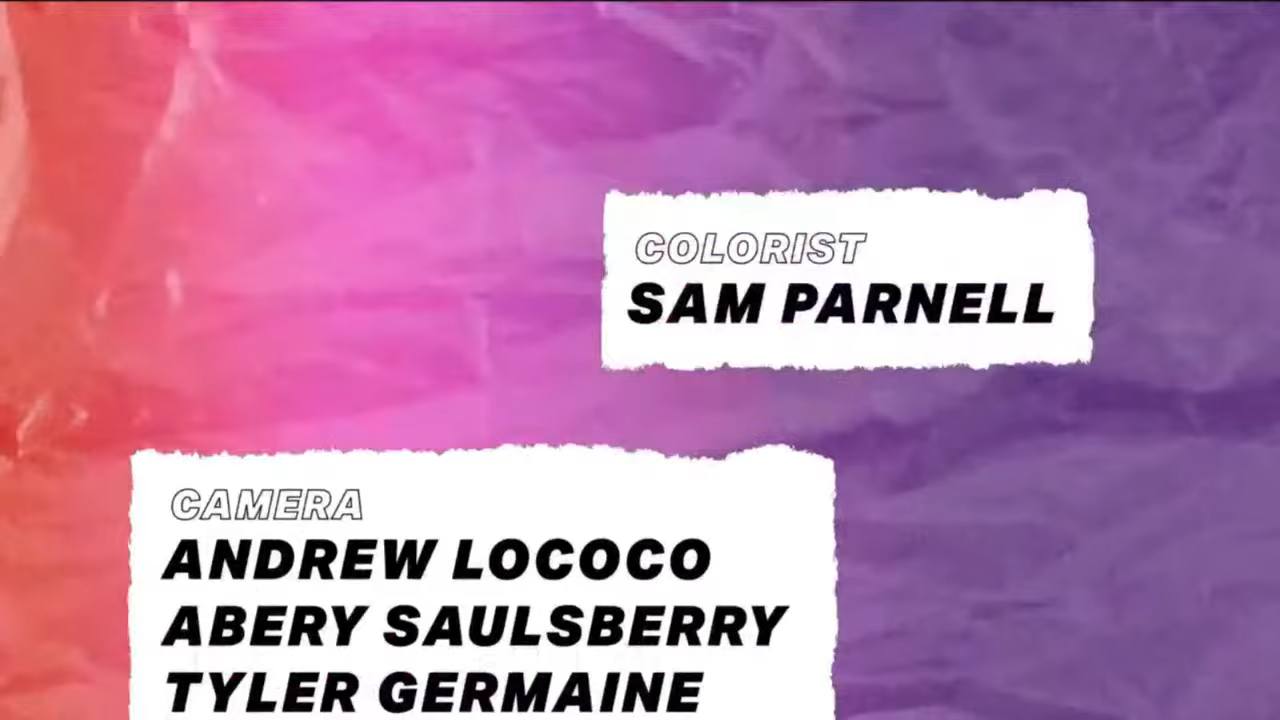 COLORIST
SAM PARNELL
CAMERA
ANDREW LOCOCO
ABERY SAULSBERRY
TYLER GERMAINE